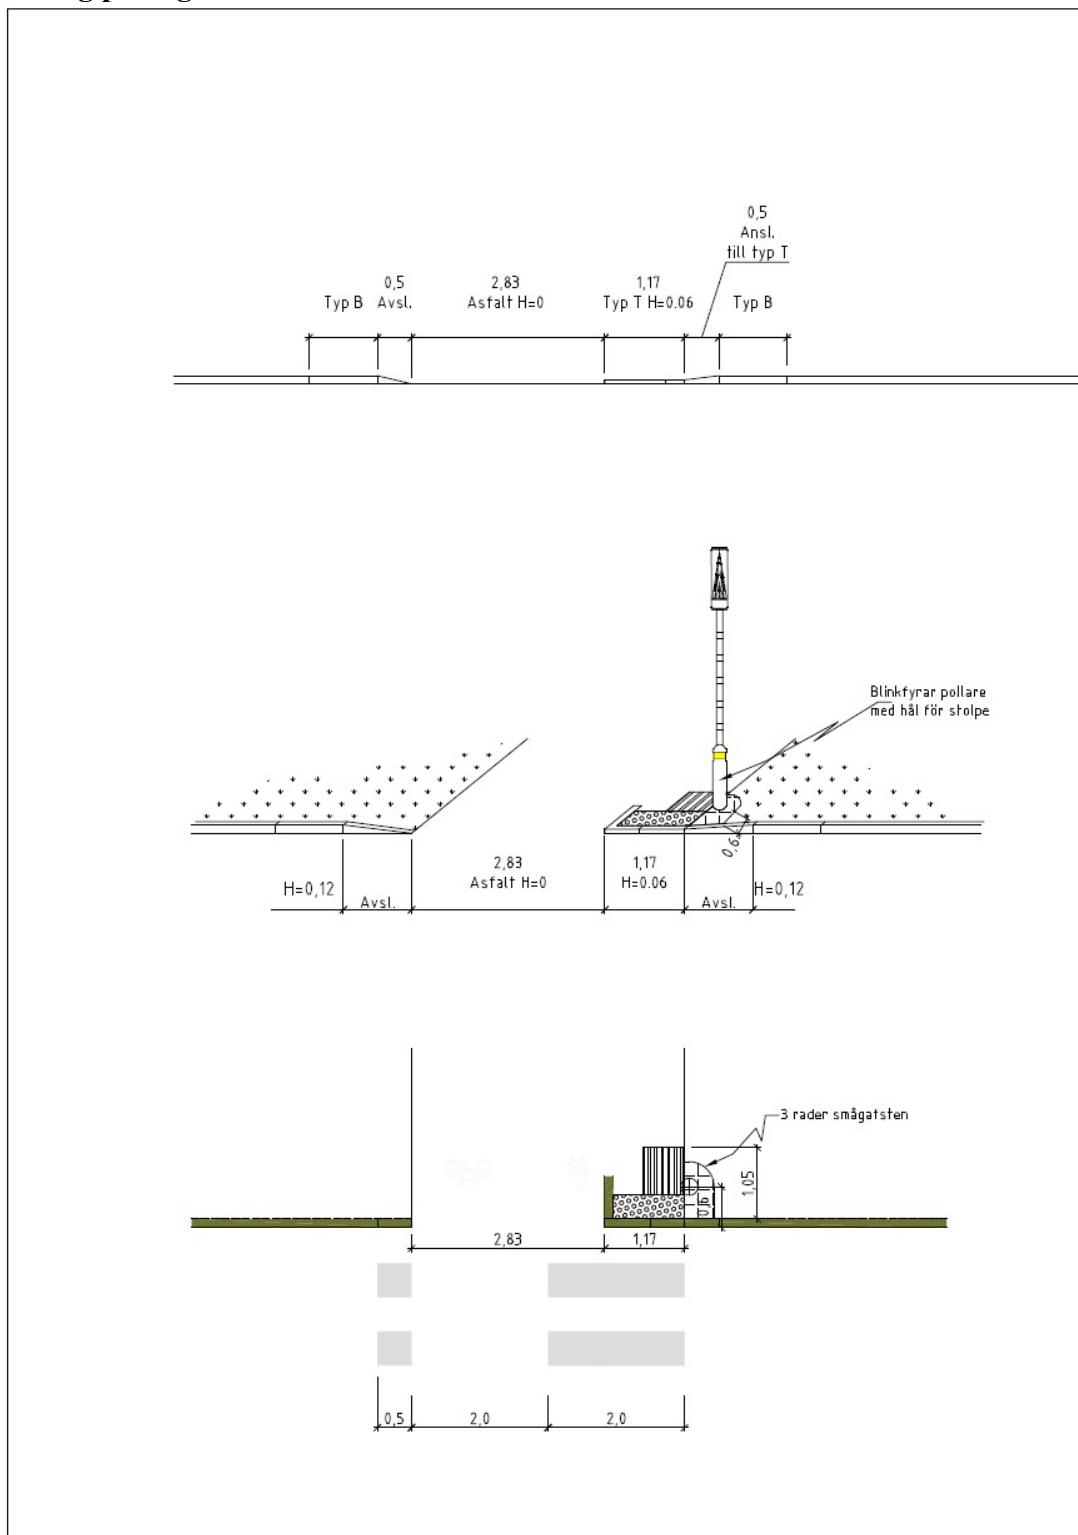 0,5
Ansl.
till typ T
0,5
2,83
1,17
Typ B
Avsl.
Asfalt H=0
Typ T H=0.06
Typ B
Blinkfyrar pollare
med hål för stolpe
0,6
2,83
1,17
H=0,12
Asfalt H=0
H=0.06
H=0,12
Avsl.
Avsl.
3 rader smågatsten
1,05
0,6
2,83
1,17
0,5
2,0
2,0